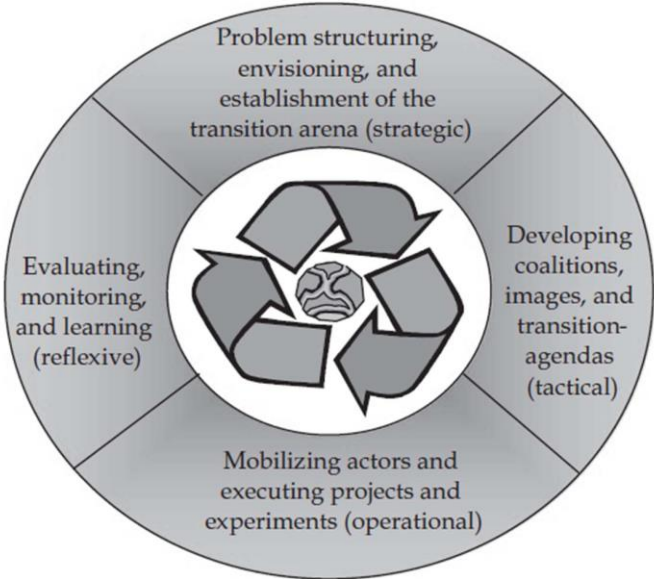 Problem structuring,
envisioning, and
establishment of the
transition arena (strategic)
Developing
coalitions,
images, and
transition-
agendas
(tactical)
Mobilizing actors and
executing projects and
experiments (operational)
Evaluating,
monitoring,
and learning
(reflexive)